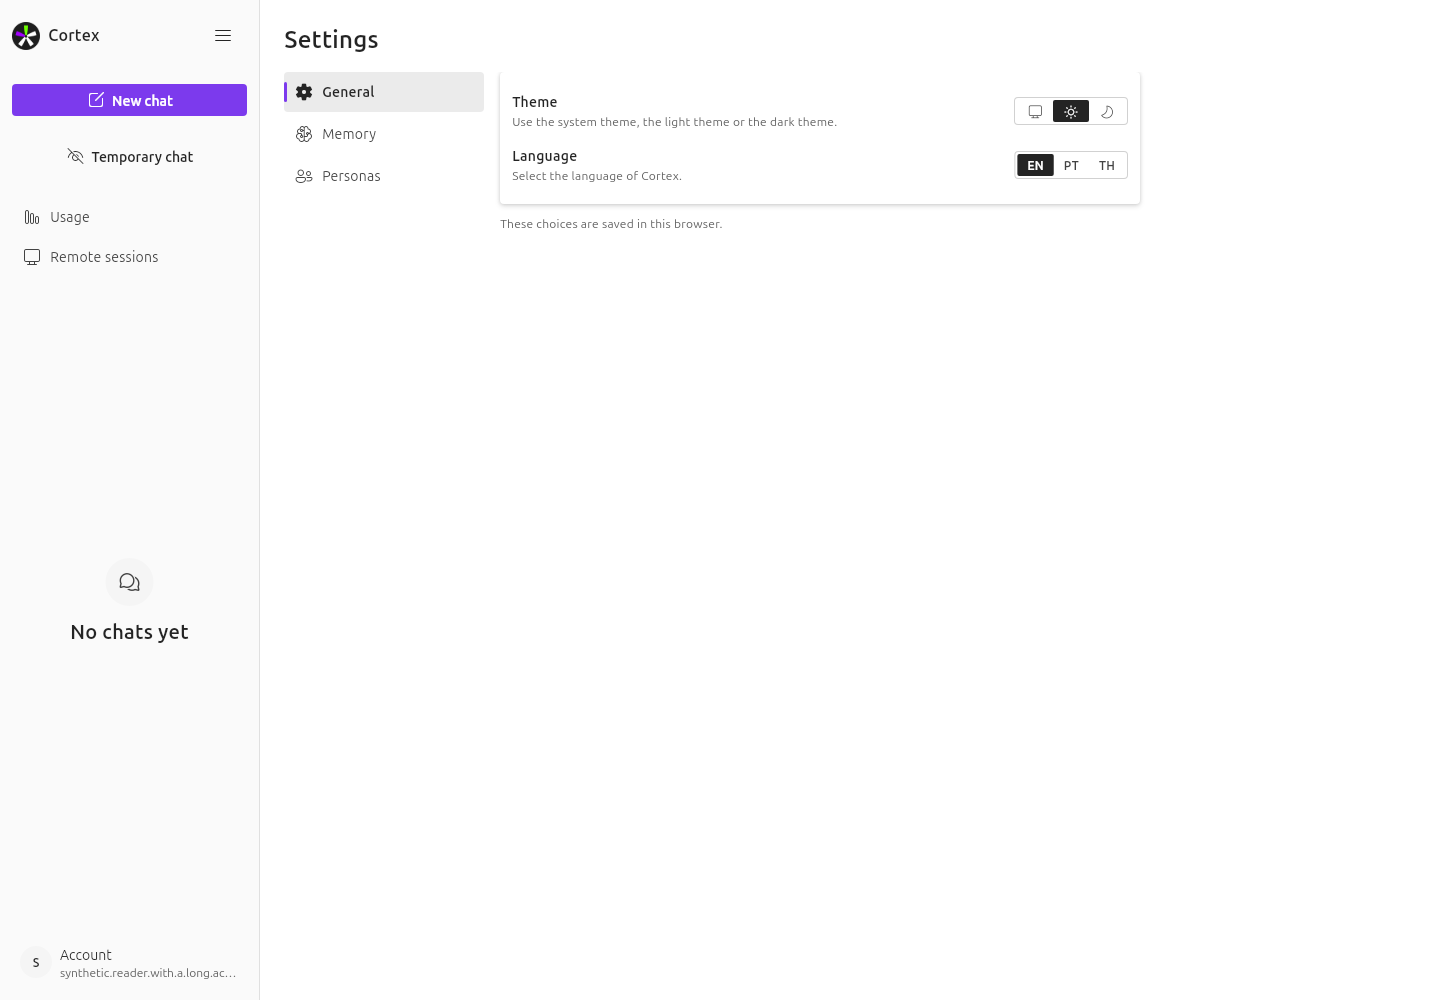 Cortex
New chat
Temporary chat
Usage
Remote sessions
No chats yet
S
Account
synthetic.reader.with.a.long.ac…
Settings
General
Memory
Personas
Theme
Use the system theme, the light theme or the dark theme.
Language
Select the language of Cortex.
EN PT TH
These choices are saved in this browser.